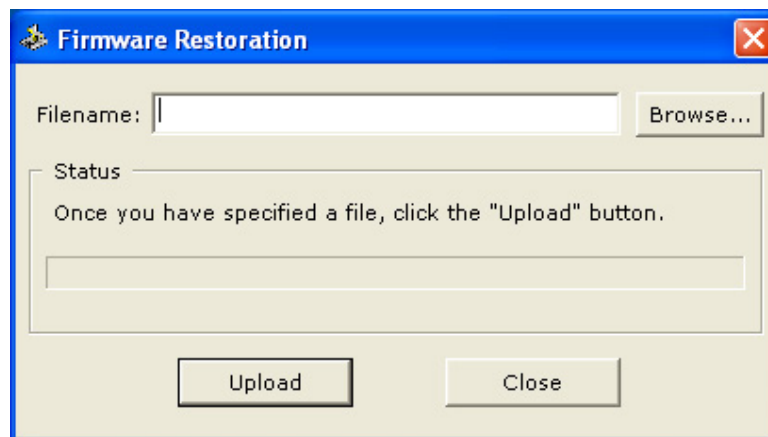 Firmware Restoration
Filename: Browse...
Status
Once you have specified a file, click the "Upload" button.
Upload Close